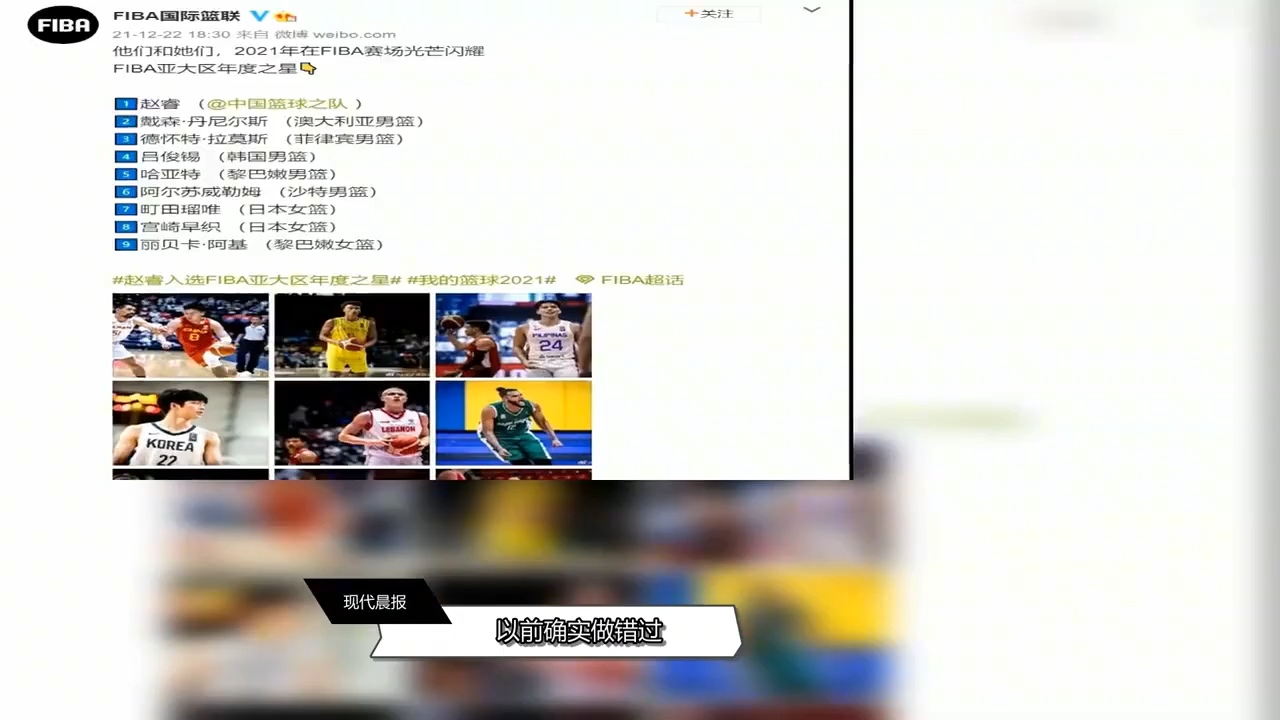 FIBA
FIBA国际篮联
+关注
21-12-22 18:30 来自 微博 weibo.com
他们和她们，2021年在FIBA赛场光芒闪耀
FIBA亚大区年度之星👇
1 赵睿 （@中国篮球之队 ）
2 戴森·丹尼尔斯 （澳大利亚男篮）
3 德怀特·拉莫斯 （菲律宾男篮）
4 吕俊锡 （韩国男篮）
5 哈亚特 （黎巴嫩男篮）
6 阿尔苏威勒姆 （沙特男篮）
7 町田瑠唯 （日本女篮）
8 宫崎早织 （日本女篮）
9 丽贝卡·阿基 （黎巴嫩女篮）
#赵睿入选FIBA亚大区年度之星# #我的篮球2021# FIBA超话
8
PILIPINAS
24
KOREA
22
LEBANON
现代晨报
以前确实做错过